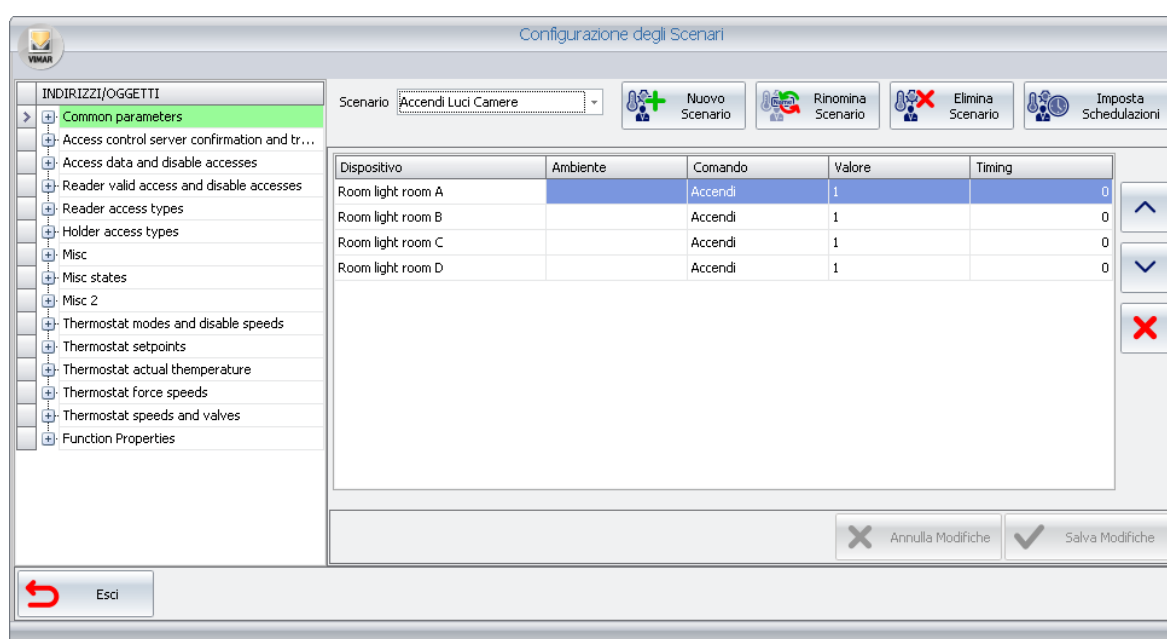 Configurazione degli Scenari
VIMAR
INDIRIZZI/OGGETTI
Common parameters
Access control server confirmation and tr...
Access data and disable accesses
Reader valid access and disable accesses
Reader access types
Holder access types
Misc
Misc states
Misc 2
Thermostat modes and disable speeds
Thermostat setpoints
Thermostat actual themperature
Thermostat force speeds
Thermostat speeds and valves
Function Properties
Scenario Accendi Luci Camere
Nuovo
Scenario
Rinomina
Scenario
Elimina
Scenario
Imposta
Schedulazioni
Dispositivo Ambiente Comando Valore Timing
Room light room A Accendi 1 0
Room light room B Accendi 1 0
Room light room C Accendi 1 0
Room light room D Accendi 1 0
Annulla Modifiche Salva Modifiche
Esci